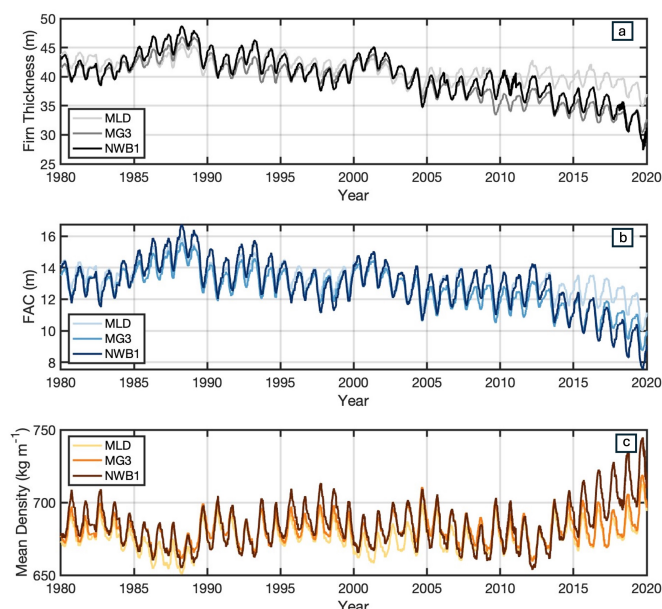 a
Firn Thickness (m)
50
45
40
35
30
25
MLD
MG3
NWB1
1980 1985 1990 1995 2000 2005 2010 2015 2020
Year
b
FAC (m)
16
14
12
10
8
MLD
MG3
NWB1
1980 1985 1990 1995 2000 2005 2010 2015 2020
Year
c
Mean Density (kg m⁻¹)
750
700
650
MLD
MG3
NWB1
1980 1985 1990 1995 2000 2005 2010 2015 2020
Year